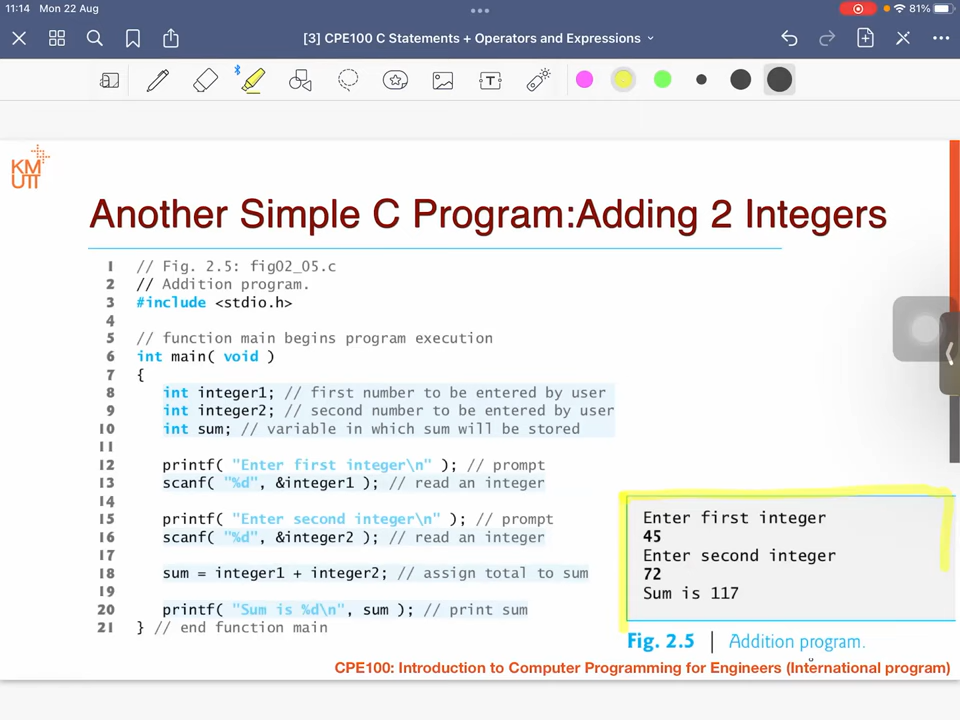 11:14 Mon 22 Aug
81%
[3] CPE100 C Statements + Operators and Expressions
T
KM
UTT
Another Simple C Program:Adding 2 Integers
1 // Fig. 2.5: fig02_05.c
2 // Addition program.
3 #include <stdio.h>
4
5 // function main begins program execution
6 int main( void )
7 {
8 int integer1; // first number to be entered by user
9 int integer2; // second number to be entered by user
10 int sum; // variable in which sum will be stored
11
12 printf( "Enter first integer\n" ); // prompt
13 scanf( "%d", &integer1 ); // read an integer
14
15 printf( "Enter second integer\n" ); // prompt
16 scanf( "%d", &integer2 ); // read an integer
17
18 sum = integer1 + integer2; // assign total to sum
19
20 printf( "Sum is %d\n", sum ); // print sum
21 } // end function main
Enter first integer
45
Enter second integer
72
Sum is 117
Fig. 2.5 | Addition program.
CPE100: Introduction to Computer Programming for Engineers (International program)